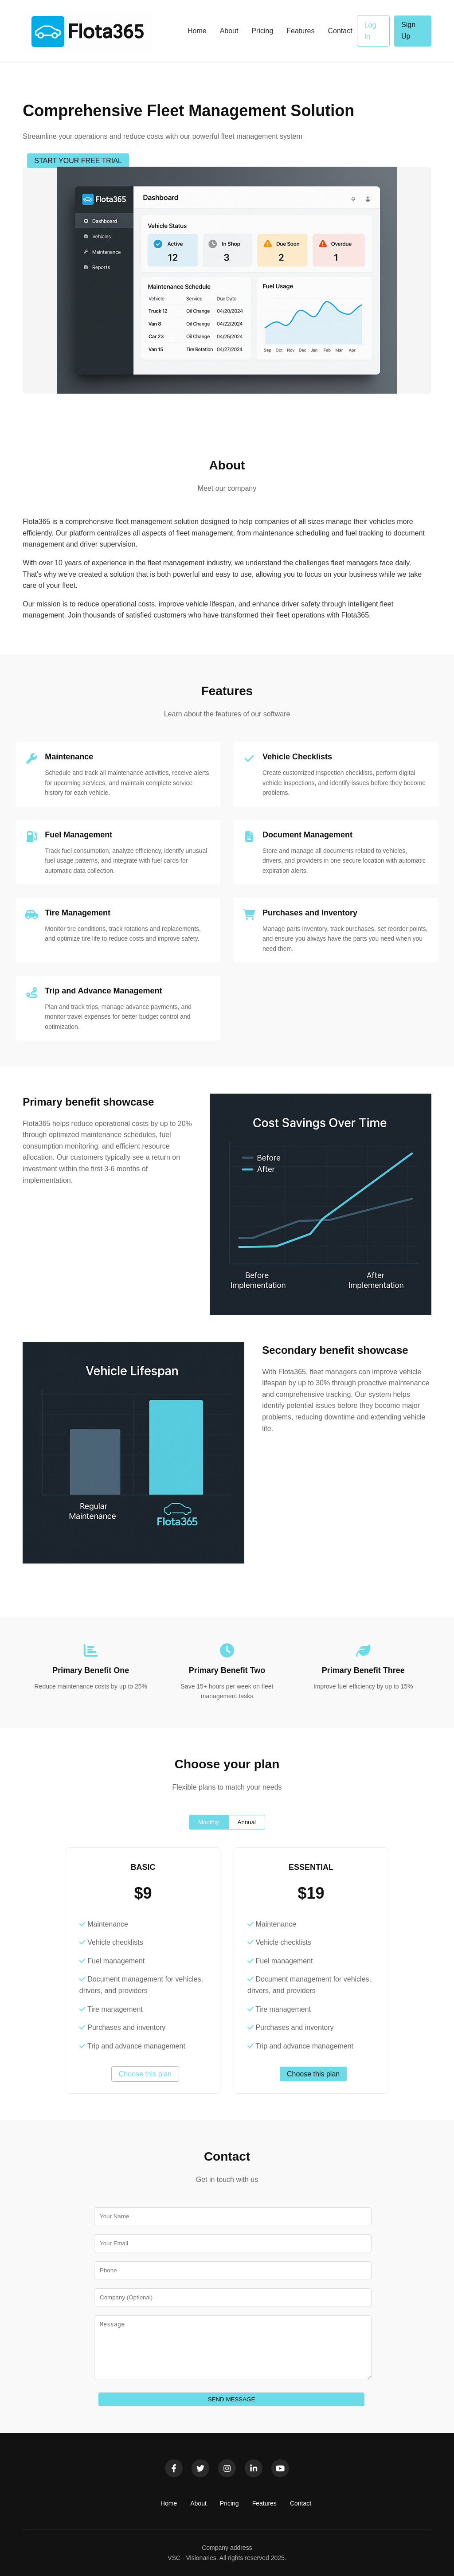 Flota365
Home About Pricing Features Contact
Log
In
Sign
Up
Comprehensive Fleet Management Solution
Streamline your operations and reduce costs with our powerful fleet management system
START YOUR FREE TRIAL
Flota365
Dashboard
Vehicles
Maintenance
Reports
Dashboard
Vehicle Status
Active
12
In Shop
3
Due Soon
2
Overdue
1
Maintenance Schedule
Vehicle Service Due Date
Truck 12 Oil Change 04/20/2024
Van 8 Oil Change 04/22/2024
Car 23 Oil Change 04/25/2024
Van 15 Tire Rotation 04/27/2024
Fuel Usage
Sep Oct Nov Dec Jan Feb Mar Apr
About
Meet our company
Flota365 is a comprehensive fleet management solution designed to help companies of all sizes manage their vehicles more
efficiently. Our platform centralizes all aspects of fleet management, from maintenance scheduling and fuel tracking to document
management and driver supervision.
With over 10 years of experience in the fleet management industry, we understand the challenges fleet managers face daily.
That's why we've created a solution that is both powerful and easy to use, allowing you to focus on your business while we take
care of your fleet.
Our mission is to reduce operational costs, improve vehicle lifespan, and enhance driver safety through intelligent fleet
management. Join thousands of satisfied customers who have transformed their fleet operations with Flota365.
Features
Learn about the features of our software
Maintenance
Schedule and track all maintenance activities, receive alerts
for upcoming services, and maintain complete service
history for each vehicle.
Vehicle Checklists
Create customized inspection checklists, perform digital
vehicle inspections, and identify issues before they become
problems.
Fuel Management
Track fuel consumption, analyze efficiency, identify unusual
fuel usage patterns, and integrate with fuel cards for
automatic data collection.
Document Management
Store and manage all documents related to vehicles,
drivers, and providers in one secure location with automatic
expiration alerts.
Tire Management
Monitor tire conditions, track rotations and replacements,
and optimize tire life to reduce costs and improve safety.
Purchases and Inventory
Manage parts inventory, track purchases, set reorder points,
and ensure you always have the parts you need when you
need them.
Trip and Advance Management
Plan and track trips, manage advance payments, and
monitor travel expenses for better budget control and
optimization.
Primary benefit showcase
Flota365 helps reduce operational costs by up to 20%
through optimized maintenance schedules, fuel
consumption monitoring, and efficient resource
allocation. Our customers typically see a return on
investment within the first 3-6 months of
implementation.
Cost Savings Over Time
Before
After
Before
Implementation
After
Implementation
Vehicle Lifespan
Regular
Maintenance
Flota365
Secondary benefit showcase
With Flota365, fleet managers can improve vehicle
lifespan by up to 30% through proactive maintenance
and comprehensive tracking. Our system helps
identify potential issues before they become major
problems, reducing downtime and extending vehicle
life.
Primary Benefit One
Reduce maintenance costs by up to 25%
Primary Benefit Two
Save 15+ hours per week on fleet
management tasks
Primary Benefit Three
Improve fuel efficiency by up to 15%
Choose your plan
Flexible plans to match your needs
Monthly Annual
BASIC
$9
Maintenance
Vehicle checklists
Fuel management
Document management for vehicles,
drivers, and providers
Tire management
Purchases and inventory
Trip and advance management
Choose this plan
ESSENTIAL
$19
Maintenance
Vehicle checklists
Fuel management
Document management for vehicles,
drivers, and providers
Tire management
Purchases and inventory
Trip and advance management
Choose this plan
Contact
Get in touch with us
Your Name
Your Email
Phone
Company (Optional)
Message
SEND MESSAGE
Home About Pricing Features Contact
Company address
VSC - Visionaries. All rights reserved 2025.